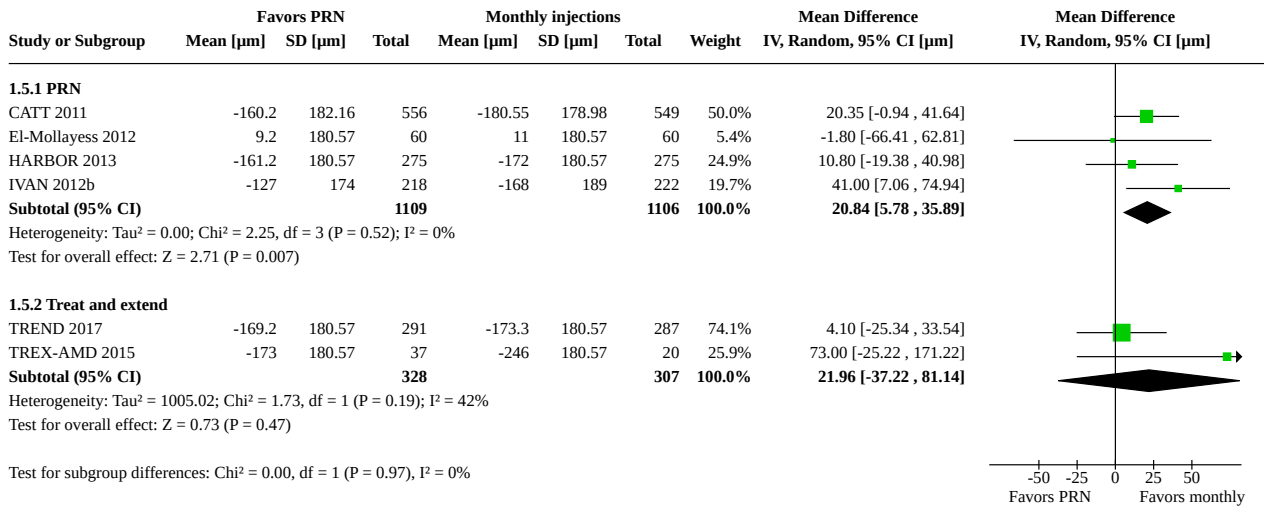 Favors PRN Monthly injections Mean Difference Mean Difference
Study or Subgroup Mean [µm] SD [µm] Total Mean [µm] SD [µm] Total Weight IV, Random, 95% CI [µm] IV, Random, 95% CI [µm]
1.5.1 PRN
CATT 2011 -160.2 182.16 556 -180.55 178.98 549 50.0% 20.35 [-0.94 , 41.64]
El-Mollayess 2012 9.2 180.57 60 11 180.57 60 5.4% -1.80 [-66.41 , 62.81]
HARBOR 2013 -161.2 180.57 275 -172 180.57 275 24.9% 10.80 [-19.38 , 40.98]
IVAN 2012b -127 174 218 -168 189 222 19.7% 41.00 [7.06 , 74.94]
Subtotal (95% CI) 1109 1106 100.0% 20.84 [5.78 , 35.89]
Heterogeneity: Tau² = 0.00; Chi² = 2.25, df = 3 (P = 0.52); I² = 0%
Test for overall effect: Z = 2.71 (P = 0.007)
1.5.2 Treat and extend
TREND 2017 -169.2 180.57 291 -173.3 180.57 287 74.1% 4.10 [-25.34 , 33.54]
TREX-AMD 2015 -173 180.57 37 -246 180.57 20 25.9% 73.00 [-25.22 , 171.22]
Subtotal (95% CI) 328 307 100.0% 21.96 [-37.22 , 81.14]
Heterogeneity: Tau² = 1005.02; Chi² = 1.73, df = 1 (P = 0.19); I² = 42%
Test for overall effect: Z = 0.73 (P = 0.47)
Test for subgroup differences: Chi² = 0.00, df = 1 (P = 0.97), I² = 0%
-50 -25 0 25 50
Favors PRN Favors monthly